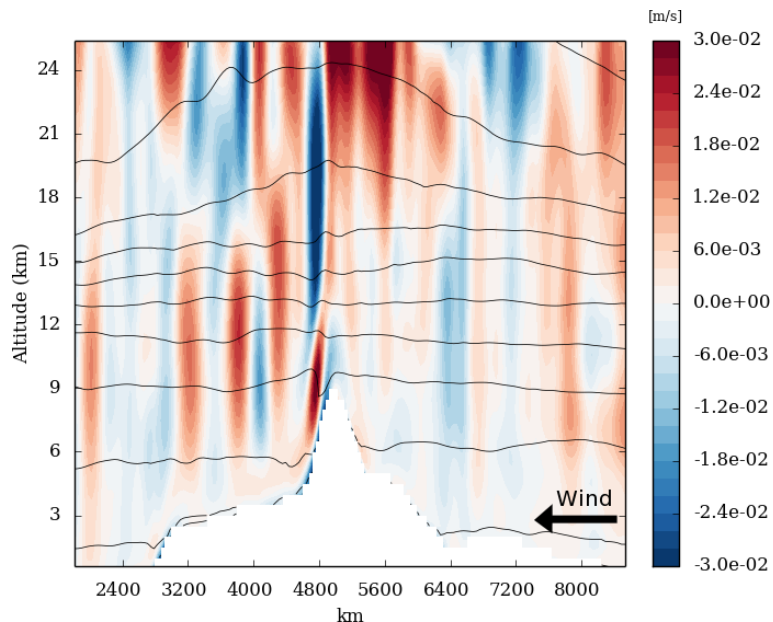 [m/s]
3.0e-02
2.4e-02
1.8e-02
1.2e-02
6.0e-03
0.0e+00
-6.0e-03
-1.2e-02
-1.8e-02
-2.4e-02
-3.0e-02
Altitude (km)
24
21
18
15
12
9
6
3
Wind
2400 3200 4000 4800 5600 6400 7200 8000
km